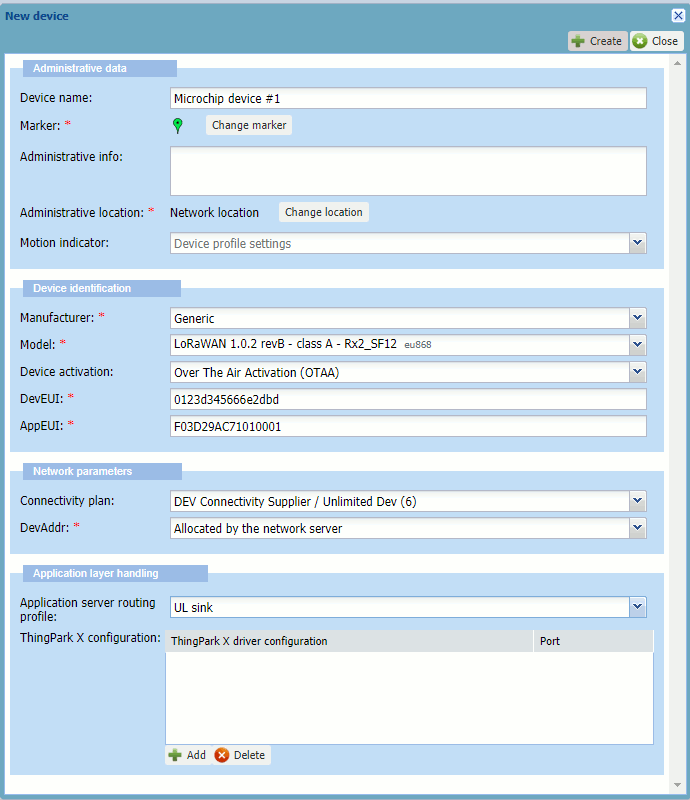 New device
Create Close
Administrative data
Device name: Microchip device #1
Marker: * Change marker
Administrative info:
Administrative location: * Network location Change location
Motion indicator: Device profile settings
Device identification
Manufacturer: * Generic
Model: * LoRaWAN 1.0.2 revB - class A - Rx2_SF12 eu868
Device activation: Over The Air Activation (OTAA)
DevEUI: * 0123d345666e2dbd
AppEUI: * F03D29AC71010001
Network parameters
Connectivity plan: DEV Connectivity Supplier / Unlimited Dev (6)
DevAddr: * Allocated by the network server
Application layer handling
Application server routing
profile: UL sink
ThingPark X configuration: ThingPark X driver configuration Port
Add Delete